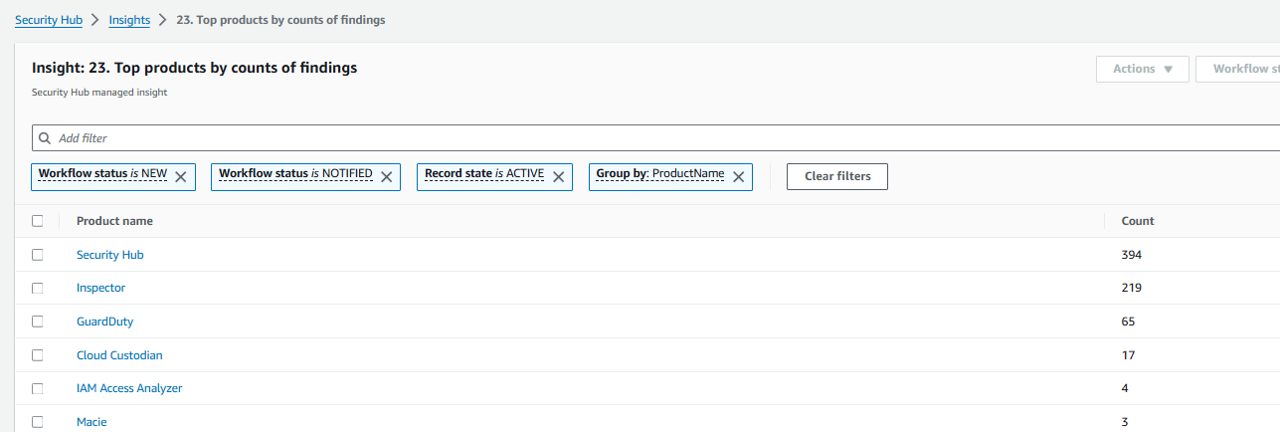 Security Hub > Insights > 23. Top products by counts of findings
Insight: 23. Top products by counts of findings
Actions
Security Hub managed insight
Add filter
Workflow status is NEW Workflow status is NOTIFIED Record state is ACTIVE Group by: ProductName Clear filters
Product name Count
Security Hub 394
Inspector 219
GuardDuty 65
Cloud Custodian 17
IAM Access Analyzer 4
Macie 3